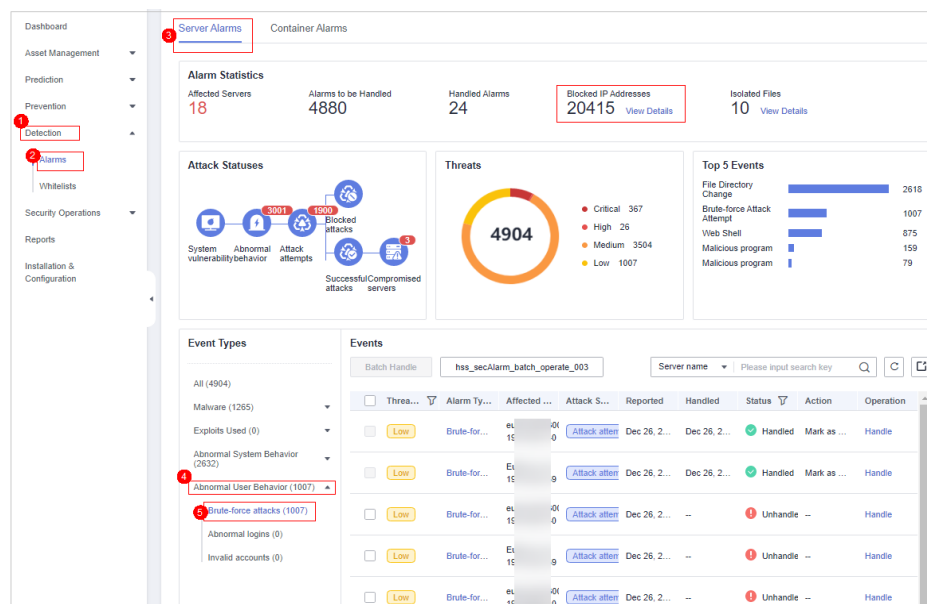 Dashboard
Asset Management
Prediction
Prevention
1
Detection
2
Alarms
Whitelists
Security Operations
Reports
Installation &
Configuration
3
Server Alarms Container Alarms
Alarm Statistics
Affected Servers Alarms to be Handled Handled Alarms Blocked IP Addresses Isolated Files
18 4880 24 20415 View Details 10 View Details
Attack Statuses
3001 1900
Blocked
attacks
3
System
vulnerability
Abnormal
behavior
Attack
attempts
Successful
attacks
Compromised
servers
Threats
4904
Critical 367
High 26
Medium 3504
Low 1007
Top 5 Events
File Directory
Change 2618
Brute-force Attack
Attempt 1007
Web Shell 875
Malicious program 159
Malicious program 79
Event Types
All (4904)
Malware (1265)
Exploits Used (0)
Abnormal System Behavior
(2632)
4
Abnormal User Behavior (1007)
5
Brute-force attacks (1007)
Abnormal logins (0)
Invalid accounts (0)
Events
Batch Handle hss_secAlarm_batch_operate_003 Server name Please input search key
Threa... Alarm Ty... Affected ... Attack S... Reported Handled Status Action Operation
Low Brute-for... Attack attem Dec 26, 2... Dec 26, 2... Handled Mark as ... Handle
Low Brute-for... Attack attem Dec 26, 2... Dec 26, 2... Handled Mark as ... Handle
Low Brute-for... Attack attem Dec 26, 2... -- Unhandle -- Handle
Low Brute-for... Attack attem Dec 26, 2... -- Unhandle -- Handle
Low Brute-for... Attack attem Dec 26, 2... -- Unhandle -- Handle